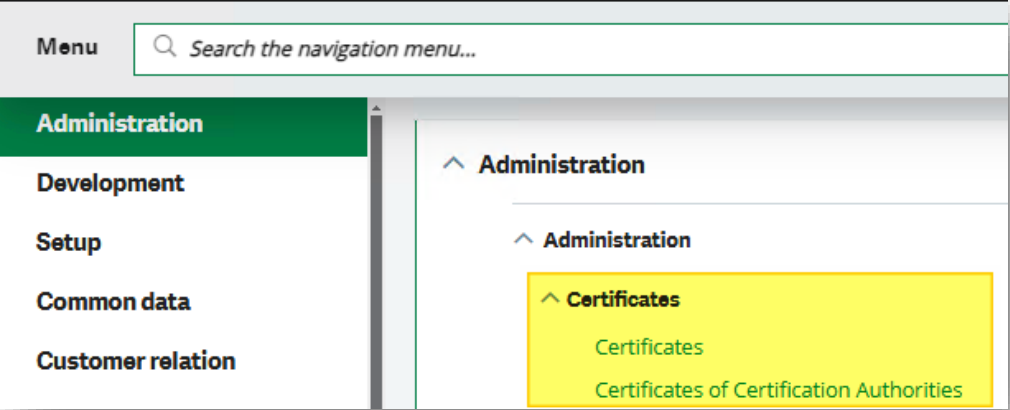 Menu
Search the navigation menu...
Administration
Development
Setup
Common data
Customer relation
Administration
Administration
Certificates
Certificates
Certificates of Certification Authorities